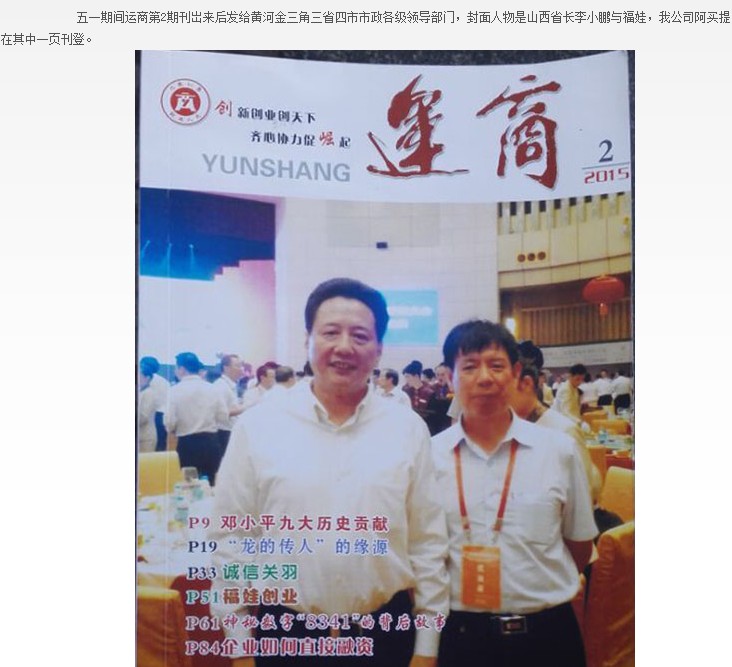 五一期间运商第2期刊出来后发给黄河金三角三省四市市政各级领导部门，封面人物是山西省长李小鹏与福娃，我公司阿买提
在其中一页刊登。
创新创业创天下
齐心协力促崛起
YUNSHANG
运商
2
2015
P9 邓小平九大历史贡献
P19 “龙的传人”的缘源
P33 诚信关羽
P51 福娃创业
P61 神秘数字“8341”的背后故事
P84 企业如何直接融资